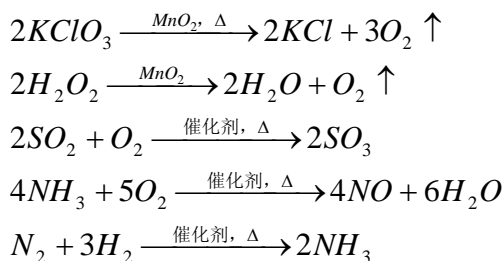 2KClO₃ —MnO₂, Δ→ 2KCl + 3O₂ ↑
2H₂O₂ —MnO₂→ 2H₂O + O₂ ↑
2SO₂ + O₂ —催化剂, Δ→ 2SO₃
4NH₃ + 5O₂ —催化剂, Δ→ 4NO + 6H₂O
N₂ + 3H₂ —催化剂, Δ→ 2NH₃